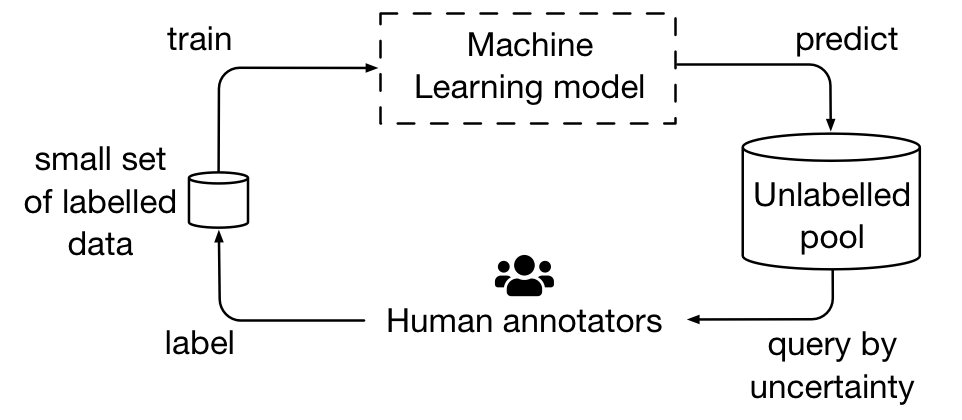 train
Machine
Learning model
predict
small set
of labelled
data
Unlabelled
pool
Human annotators
label
query by
uncertainty